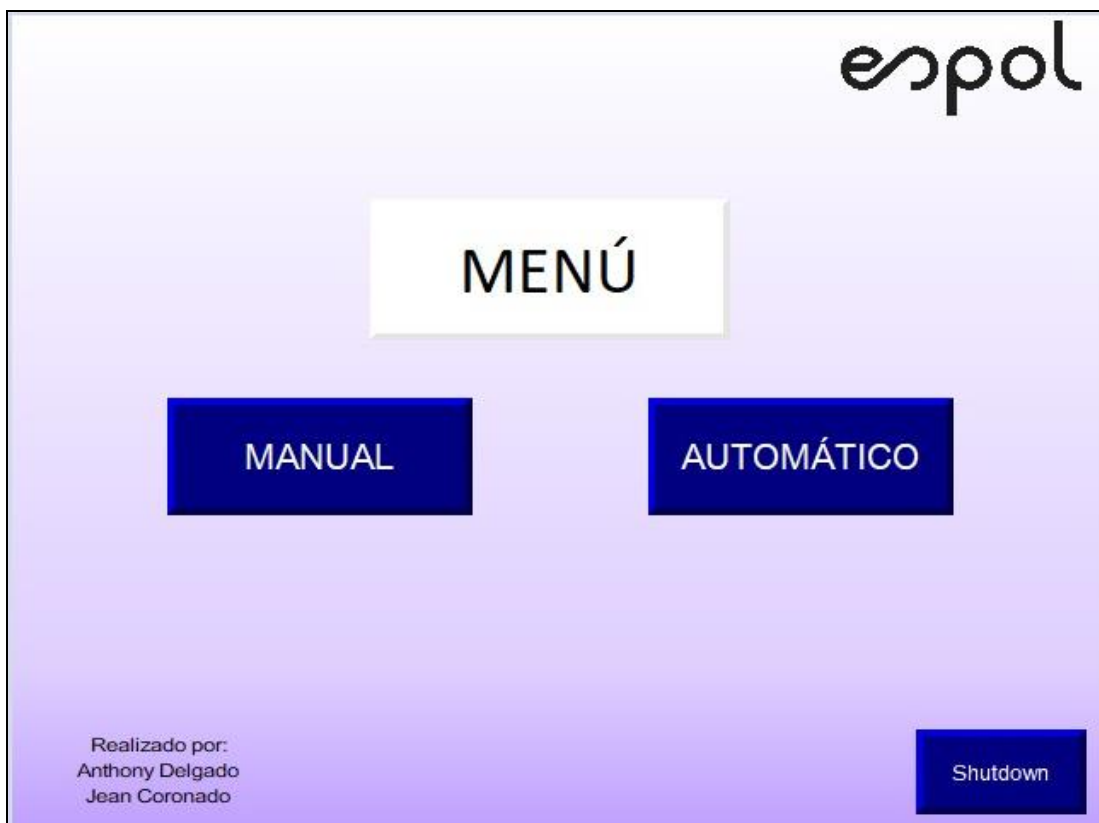 espol
MENÚ
MANUAL
AUTOMÁTICO
Realizado por:
Anthony Delgado
Jean Coronado
Shutdown